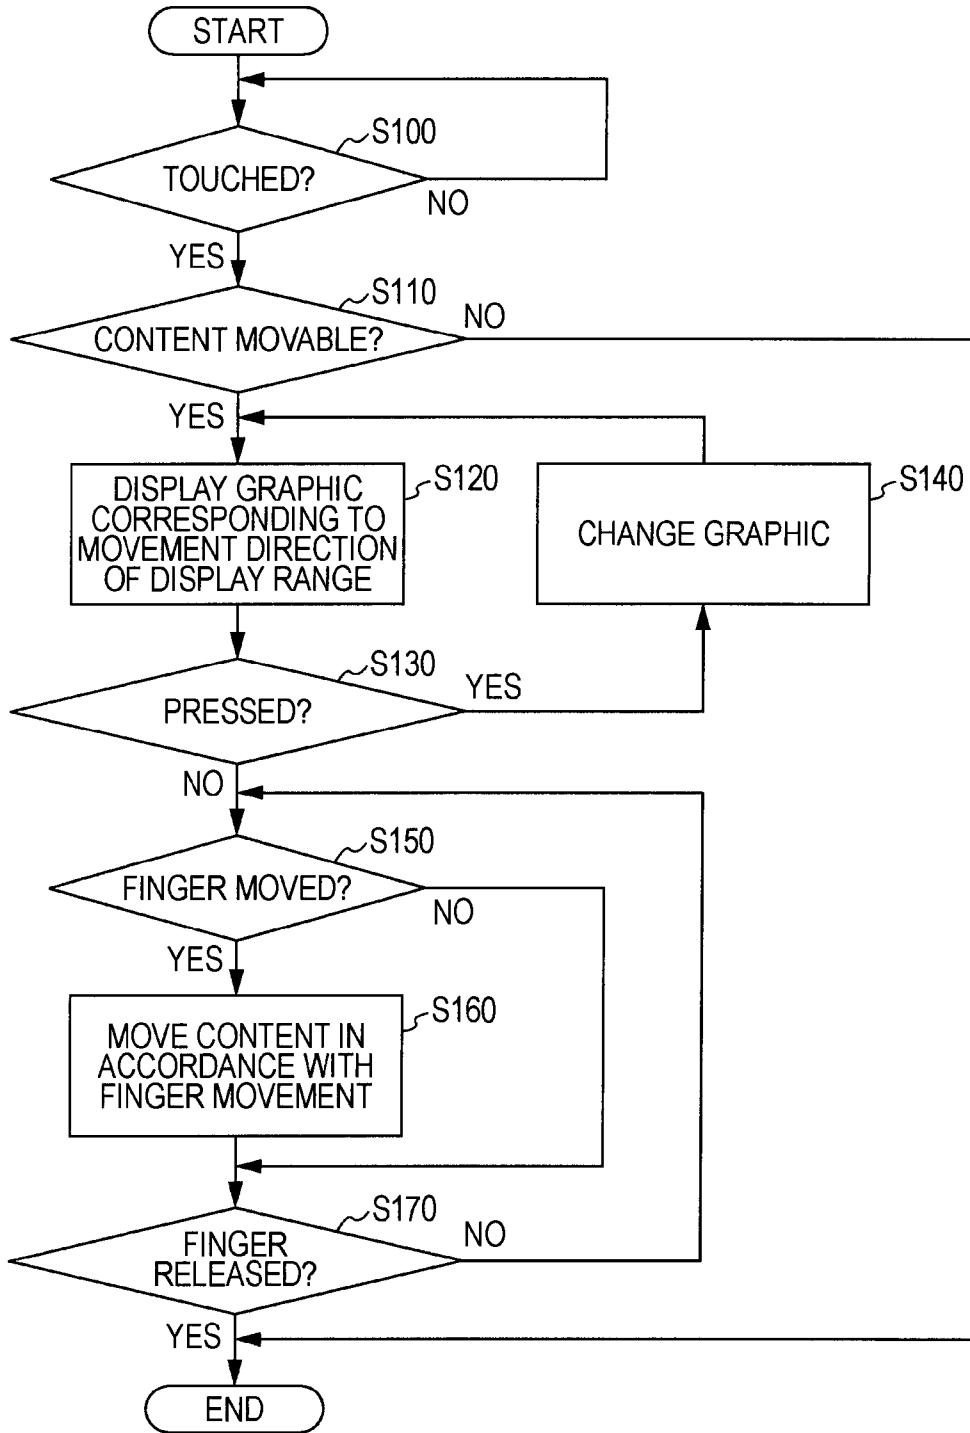 START
S100
TOUCHED?
NO
YES
S110
NO
CONTENT MOVABLE?
YES
S120
S140
DISPLAY GRAPHIC
CORRESPONDING TO
MOVEMENT DIRECTION
OF DISPLAY RANGE
CHANGE GRAPHIC
S130
YES
PRESSED?
NO
S150
FINGER MOVED?
NO
YES
S160
MOVE CONTENT IN
ACCORDANCE WITH
FINGER MOVEMENT
S170
NO
FINGER
RELEASED?
YES
END